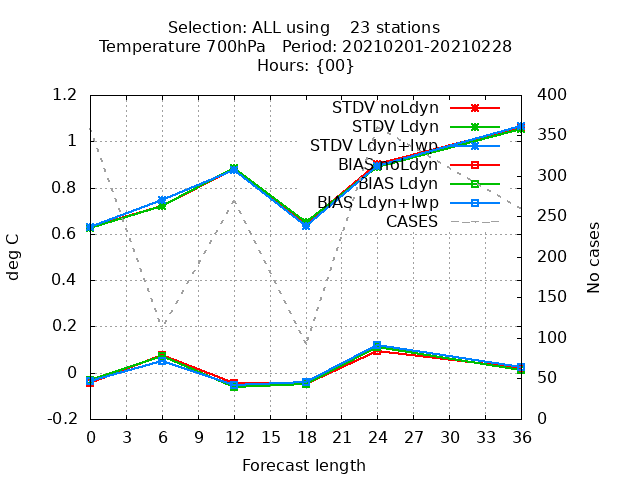 Selection: ALL using 23 stations
Temperature 700hPa Period: 20210201-20210228
Hours: {00}
1.2
1
0.8
0.6
0.4
0.2
0
-0.2
deg C
STDV noLdyn
STDV Ldyn
STDV Ldyn+lwp
BIAS noLdyn
BIAS Ldyn
BIAS Ldyn+lwp
CASES
400
350
300
250
200
150
100
50
0
No cases
0 3 6 9 12 15 18 21 24 27 30 33 36
Forecast length